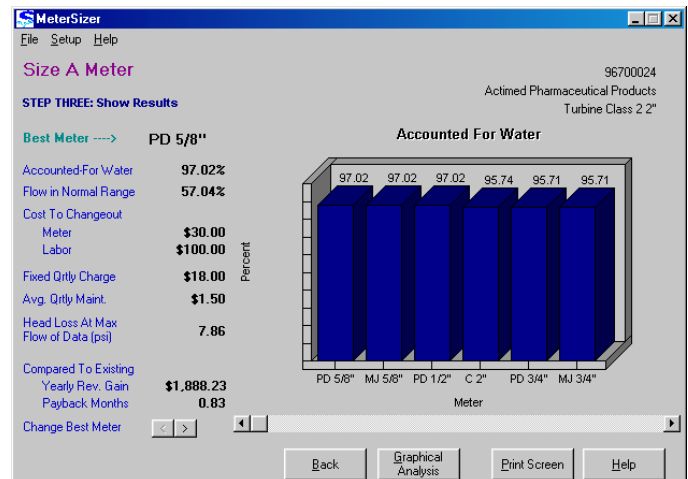 MeterSizer
File Setup Help
Size A Meter
96700024
Actimed Pharmaceutical Products
Turbine Class 2 2"
STEP THREE: Show Results
Best Meter ----> PD 5/8"
Accounted-For Water 97.02%
Flow in Normal Range 57.04%
Cost To Changeout
Meter $30.00
Labor $100.00
Fixed Qrtly Charge $18.00
Avg. Qrtly Maint. $1.50
Head Loss At Max
Flow of Data (psi) 7.86
Compared To Existing
Yearly Rev. Gain $1,888.23
Payback Months 0.83
Change Best Meter < >
Accounted For Water
97.02 97.02 97.02 95.74 95.71 95.71
Percent
PD 5/8" MJ 5/8" PD 1/2" C 2" PD 3/4" MJ 3/4"
Meter
Back Graphical Analysis Print Screen Help